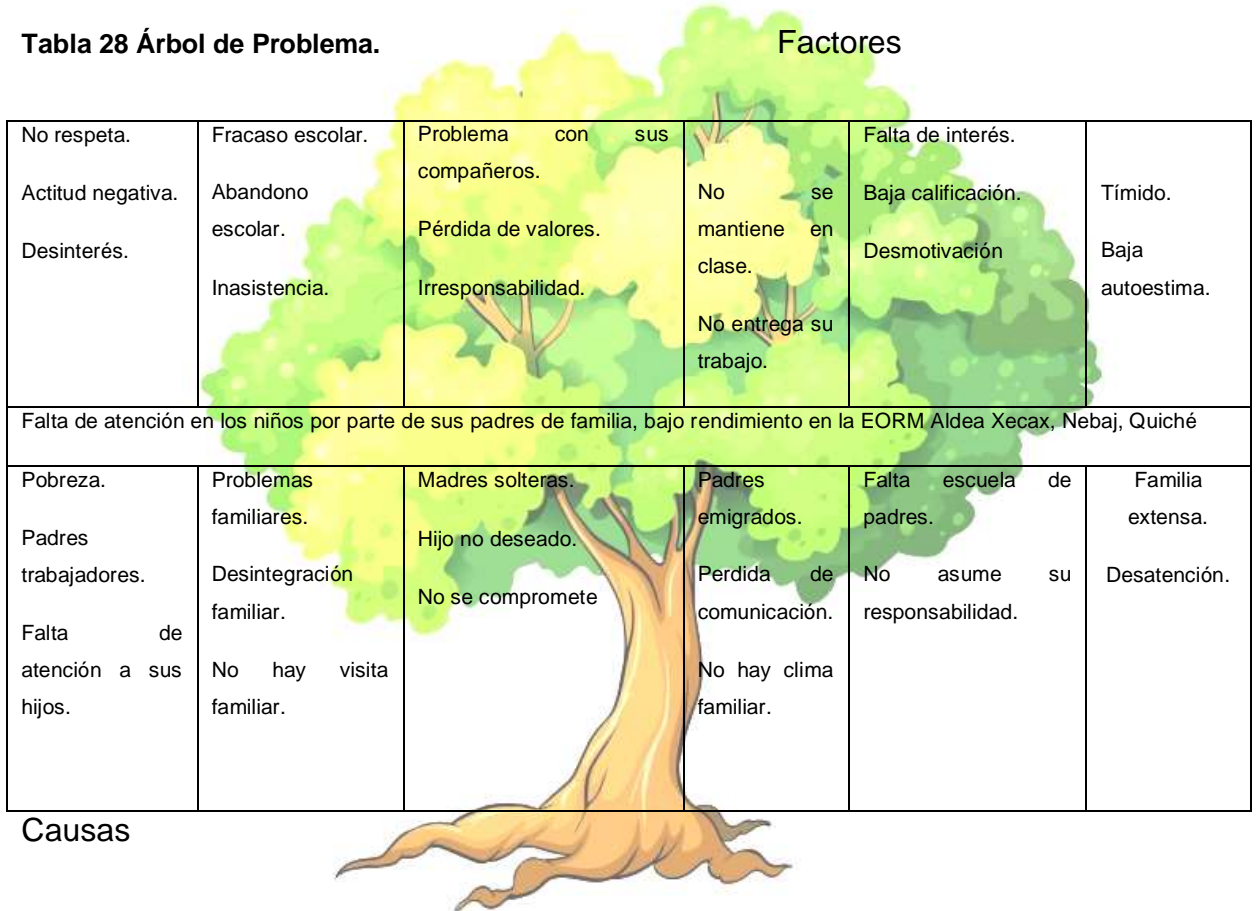 Tabla 28 Árbol de Problema.
Factores
No respeta.
Actitud negativa.
Desinterés.
Fracaso escolar.
Abandono
escolar.
Inasistencia.
Problema con sus
compañeros.
Pérdida de valores.
Irresponsabilidad.
No se
mantiene en
clase.
No entrega su
trabajo.
Falta de interés.
Baja calificación.
Desmotivación
Tímido.
Baja
autoestima.
Falta de atención en los niños por parte de sus padres de familia, bajo rendimiento en la EORM Aldea Xecax, Nebaj, Quiché
Pobreza.
Padres
trabajadores.
Falta de
atención a sus
hijos.
Problemas
familiares.
Desintegración
familiar.
No hay visita
familiar.
Madres solteras.
Hijo no deseado.
No se compromete
Padres
emigrados.
Perdida de
comunicación.
No hay clima
familiar.
Falta escuela de
padres.
No asume su
responsabilidad.
Familia
extensa.
Desatención.
Causas